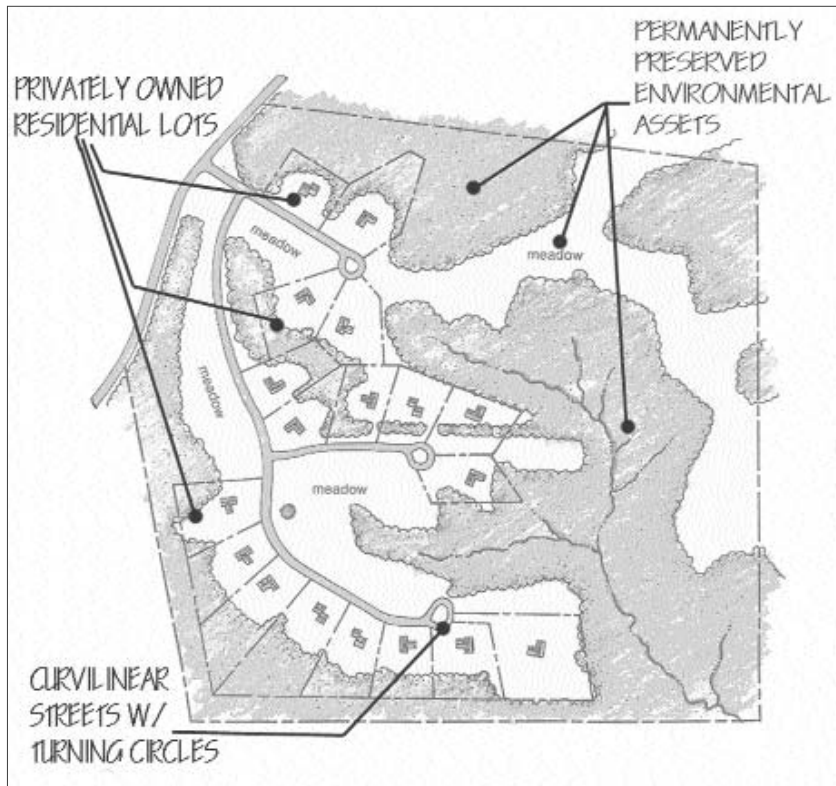 PERMANENTLY
PRESERVED
ENVIRONMENTAL
ASSETS
PRIVATELY OWNED
RESIDENTIAL LOTS
meadow
meadow
meadow
meadow
CURVILINEAR
STREETS W/
TURNING CIRCLES